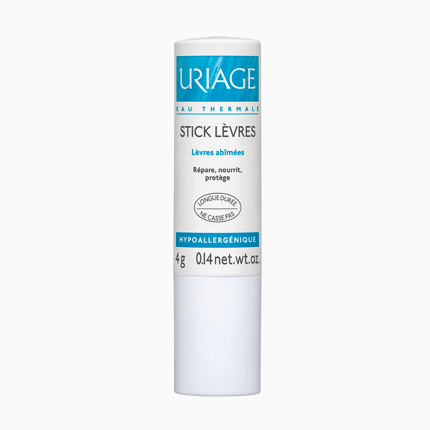 URIAGE
EAU THERMALE
STICK LÈVRES
Lèvres abîmées
Répare, nourrit,
protège
LONGUE DURÉE
NE CASSE PAS
HYPOALLERGÉNIQUE
4 g 0.14 net.wt.oz.